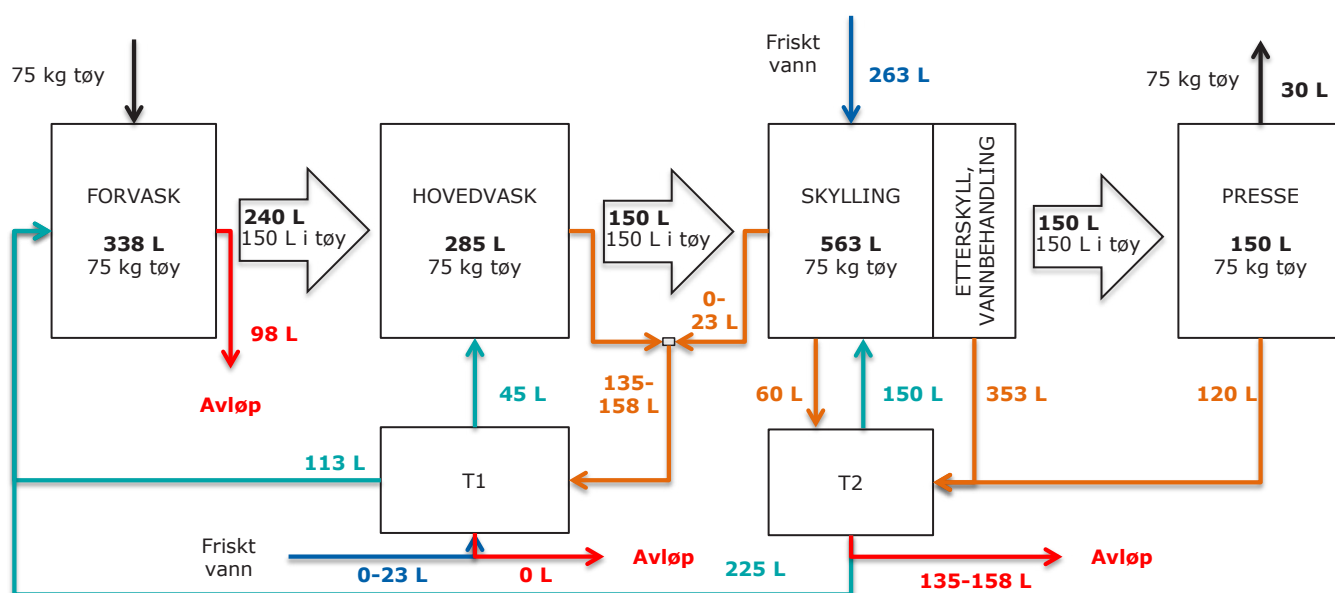 75 kg tøy
Friskt
vann
263 L
75 kg tøy
30 L
FORVASK
338 L
75 kg tøy
240 L
150 L i tøy
HOVEDVASK
285 L
75 kg tøy
150 L
150 L i tøy
SKYLLING
563 L
75 kg tøy
ETTERSKYLL,
VANNBEHANDLING
150 L
150 L i tøy
PRESSE
150 L
75 kg tøy
98 L
Avløp
45 L
135-
158 L
0-
23 L
60 L
150 L
353 L
120 L
113 L
T1
T2
Friskt
vann
0-23 L
0 L
Avløp
225 L
135-158 L
Avløp